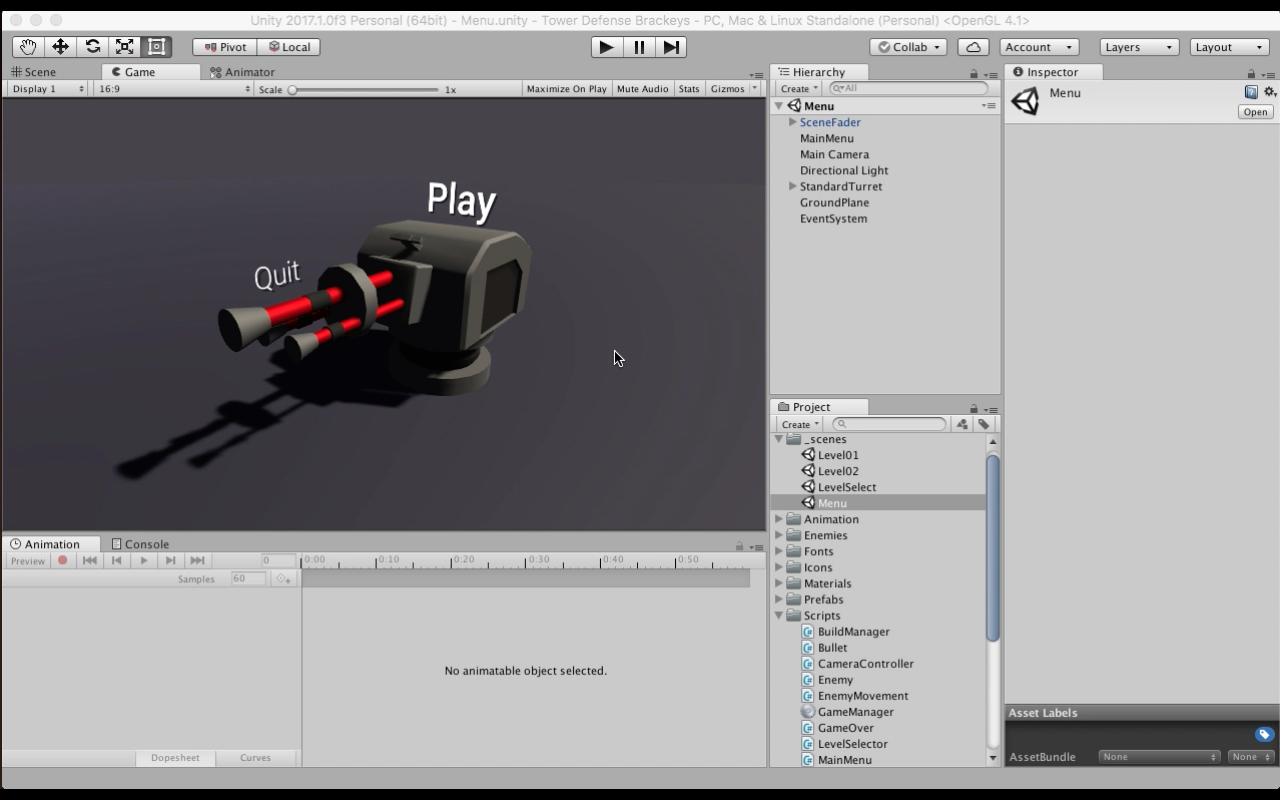 Unity 2017.1.0f3 Personal (64bit) - Menu.unity - Tower Defense Brackeys - PC, Mac & Linux Standalone (Personal) <OpenGL 4.1>
Pivot Local Collab Account Layers Layout
Scene Game Animator
Display 1 16:9 Scale 1x Maximize On Play Mute Audio Stats Gizmos
Play
Quit
Animation Console
Preview 0 0:00 0:10 0:20 0:30 0:40 0:50
Samples 60
No animatable object selected.
Dopesheet Curves
Hierarchy
Create All
Menu
SceneFader
MainMenu
Main Camera
Directional Light
StandardTurret
GroundPlane
EventSystem
Project
Create
_scenes
Level01
Level02
LevelSelect
Menu
Animation
Enemies
Fonts
Icons
Materials
Prefabs
Scripts
BuildManager
Bullet
CameraController
Enemy
EnemyMovement
GameManager
GameOver
LevelSelector
MainMenu
Inspector
Menu
Open
Asset Labels
AssetBundle None None